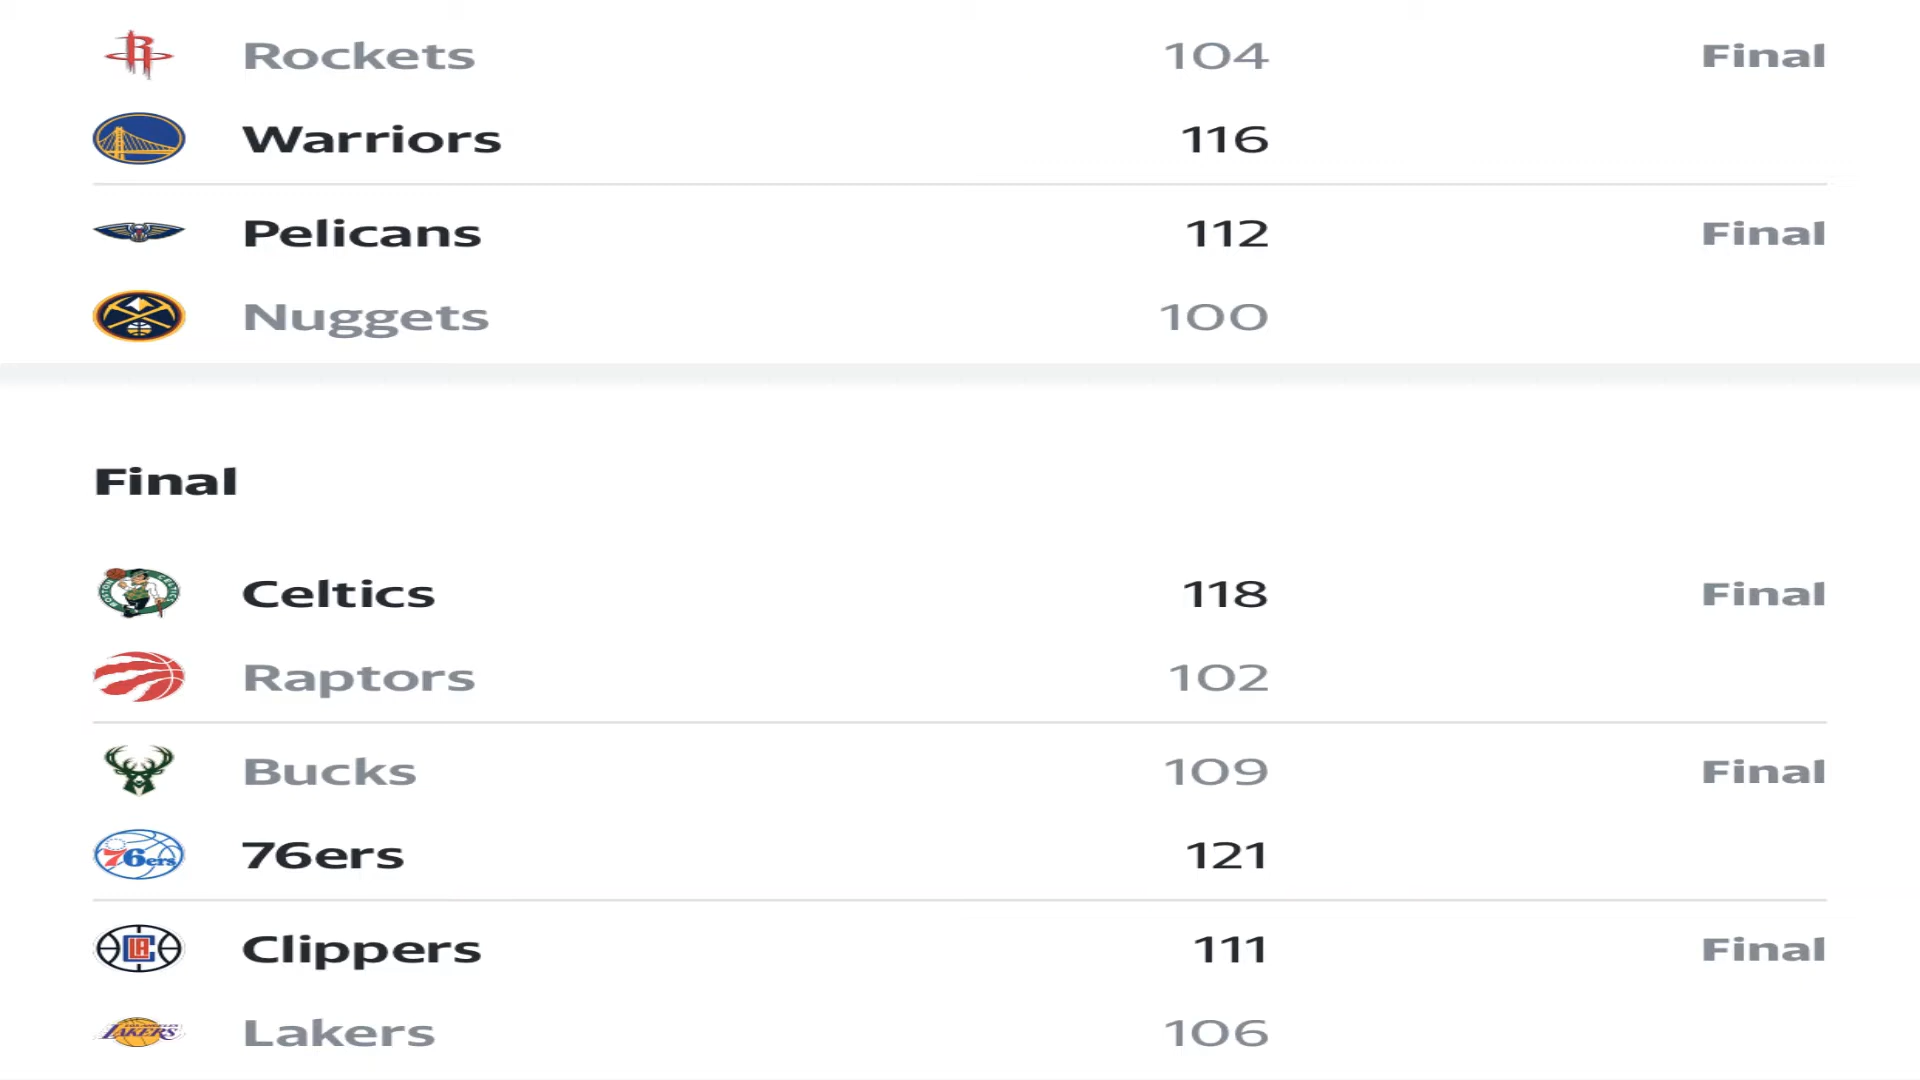 Rockets 104 Final
Warriors 116
Pelicans 112 Final
Nuggets 100
Final
Celtics 118 Final
Raptors 102
Bucks 109 Final
76ers 121
Clippers 111 Final
Lakers 106